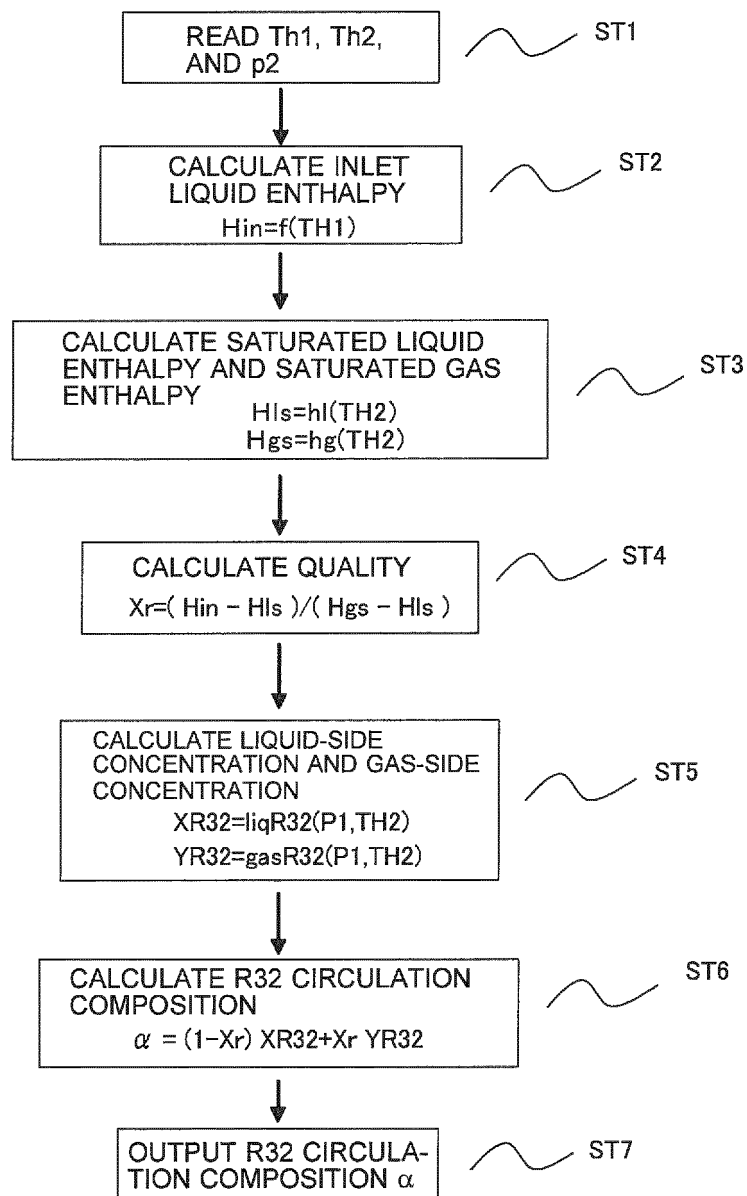 READ Th1, Th2,
AND p2
ST1
CALCULATE INLET
LIQUID ENTHALPY
Hin=f(TH1)
ST2
CALCULATE SATURATED LIQUID
ENTHALPY AND SATURATED GAS
ENTHALPY
Hls=hl(TH2)
Hgs=hg(TH2)
ST3
CALCULATE QUALITY
Xr=( Hin - Hls )/( Hgs - Hls )
ST4
CALCULATE LIQUID-SIDE
CONCENTRATION AND GAS-SIDE
CONCENTRATION
XR32=liqR32(P1,TH2)
YR32=gasR32(P1,TH2)
ST5
CALCULATE R32 CIRCULATION
COMPOSITION
α = (1-Xr) XR32+Xr YR32
ST6
OUTPUT R32 CIRCULA-
TION COMPOSITION α
ST7